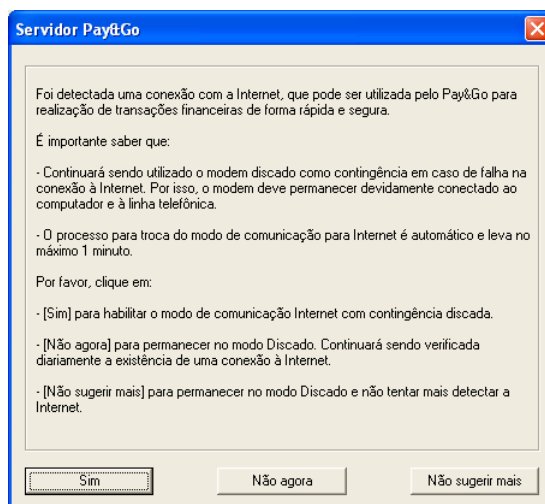 Servidor Pay&Go
Foi detectada uma conexão com a Internet, que pode ser utilizada pelo Pay&Go para
realização de transações financeiras de forma rápida e segura.
É importante saber que:
- Continuará sendo utilizado o modem discado como contingência em caso de falha na
conexão à Internet. Por isso, o modem deve permanecer devidamente conectado ao
computador e à linha telefônica.
- O processo para troca do modo de comunicação para Internet é automático e leva no
máximo 1 minuto.
Por favor, clique em:
- [Sim] para habilitar o modo de comunicação Internet com contingência discada.
- [Não agora] para permanecer no modo Discado. Continuará sendo verificada
diariamente a existência de uma conexão à Internet.
- [Não sugerir mais] para permanecer no modo Discado e não tentar mais detectar a
Internet.
Sim
Não agora
Não sugerir mais